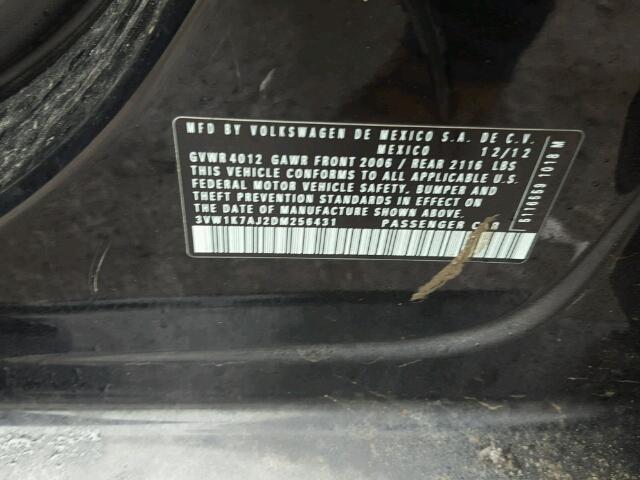 MFD BY VOLKSWAGEN DE MEXICO S.A. DE C.V.
MEXICO 12/12
GVWR 4012 GAWR FRONT 2006 / REAR 2116 LBS
THIS VEHICLE CONFORMS TO ALL APPLICABLE U.S.
FEDERAL MOTOR VEHICLE SAFETY, BUMPER AND
THEFT PREVENTION STANDARDS IN EFFECT ON
THE DATE OF MANUFACTURE SHOWN ABOVE.
3VW1K7AJ2DM256431 PASSENGER CAR
1018 M